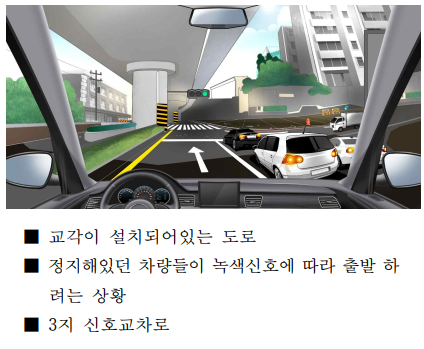 ■ 교각이 설치되어있는 도로
■ 정지해있던 차량들이 녹색신호에 따라 출발 하
려는 상황
■ 3지 신호교차로